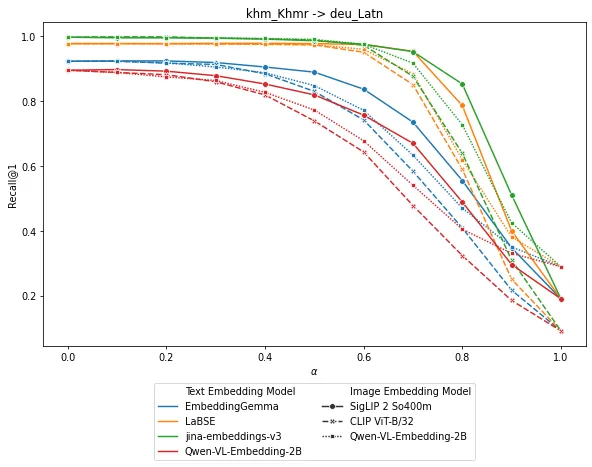 khm_Khmr -> deu_Latn
Recall@1
1.0
0.8
0.6
0.4
0.2
0.0 0.2 0.4 0.6 0.8 1.0
α
Text Embedding Model
EmbeddingGemma
LaBSE
jina-embeddings-v3
Qwen-VL-Embedding-2B
Image Embedding Model
SigLIP 2 So400m
CLIP ViT-B/32
Qwen-VL-Embedding-2B